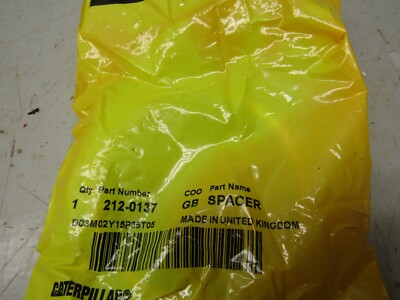 Qty Part Number COO Part Name
1 212-0137 GB SPACER
MADE IN UNITED KINGDOM
CATERPILLAR